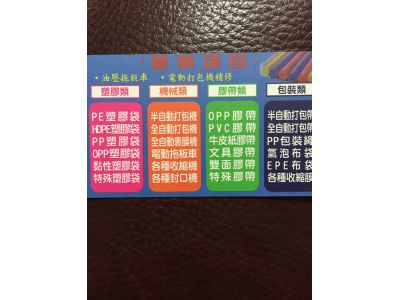 營業項目
・油壓拖板車 ・電動打包機精修
塑膠類
PE塑膠袋
HDPE塑膠袋
PP塑膠袋
OPP塑膠袋
黏性塑膠袋
特殊塑膠袋
機械類
半自動打包機
全自動打包機
全自動裹膜機
電動拖板車
各種收縮機
各種封口機
膠帶類
OPP膠帶
PVC膠帶
牛皮紙膠帶
文具膠帶
雙面膠帶
特殊膠帶
包裝類
半自動打包帶
全自動打包帶
PP包裝繩
氣泡布袋
EPE布袋
各種收縮膜